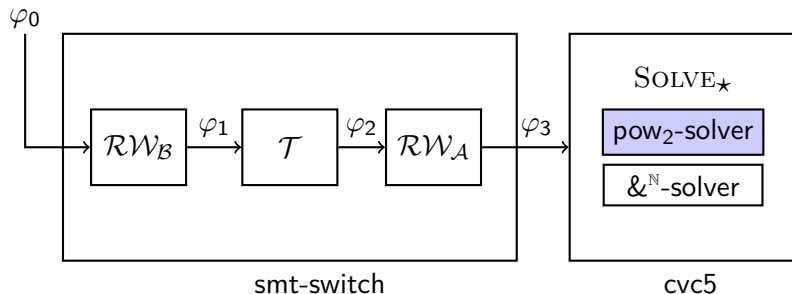 φ₀
SOLVE⋆
pow₂-solver
&ᴺ-solver
RW_B
φ₁
T
φ₂
RW_A
φ₃
smt-switch
cvc5